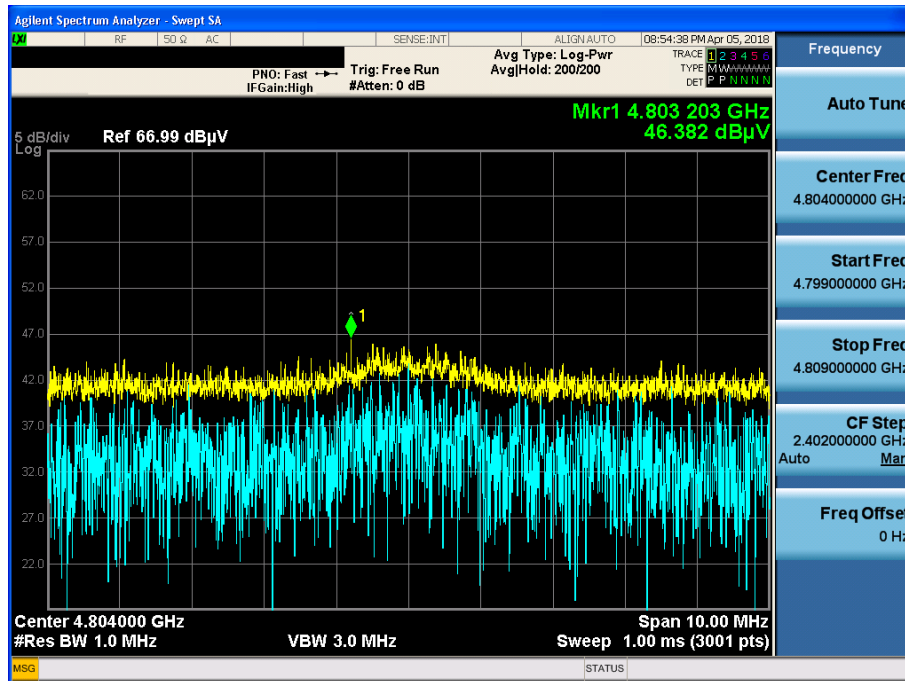 Agilent Spectrum Analyzer - Swept SA
LXI RF 50 Ω AC SENSE:INT ALIGN AUTO 08:54:38 PM Apr 05, 2018
PNO: Fast Trig: Free Run Avg Type: Log-Pwr TRACE 1 2 3 4 5 6
IFGain:High #Atten: 0 dB Avg|Hold: 200/200 TYPE MWWWWW
DET P P N N N N
Mkr1 4.803 203 GHz
46.382 dBµV
5 dB/div Ref 66.99 dBµV
Log
62.0
57.0
52.0
47.0
42.0
37.0
32.0
27.0
22.0
1
Center 4.804000 GHz Span 10.00 MHz
#Res BW 1.0 MHz VBW 3.0 MHz Sweep 1.00 ms (3001 pts)
MSG STATUS
Frequency
Auto Tune
Center Freq
4.804000000 GHz
Start Freq
4.799000000 GHz
Stop Freq
4.809000000 GHz
CF Step
2.402000000 GHz
Auto Man
Freq Offset
0 Hz